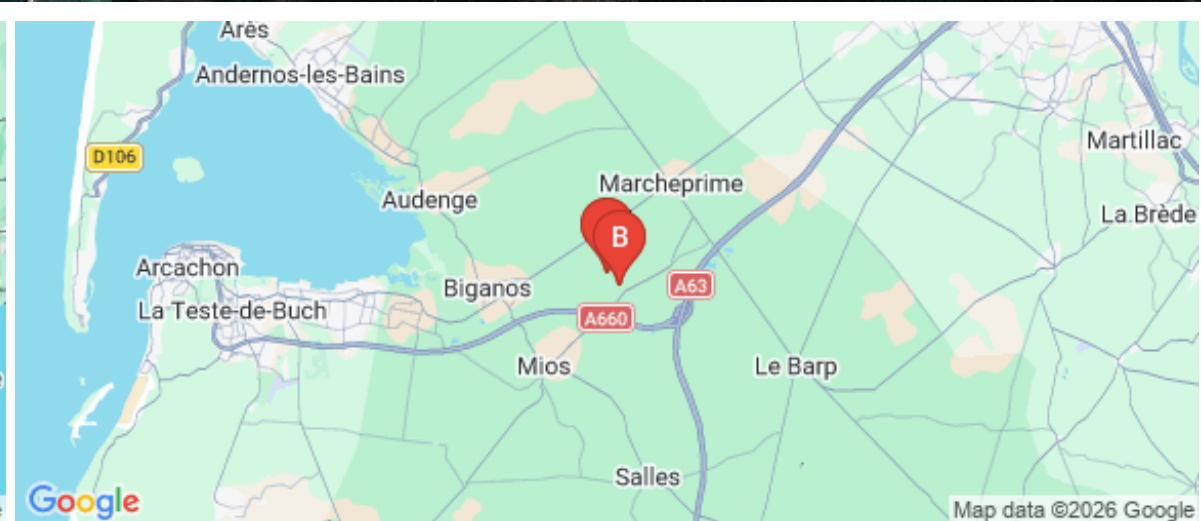 Arès
Andernos-les-Bains
D106
Martillac
Marcheprime
Audenge
La Brède
B
Arcachon
A63
Biganos
La Teste-de-Buch
A660
Mios
Le Barp
Salles
Google
Map data ©2026 Google